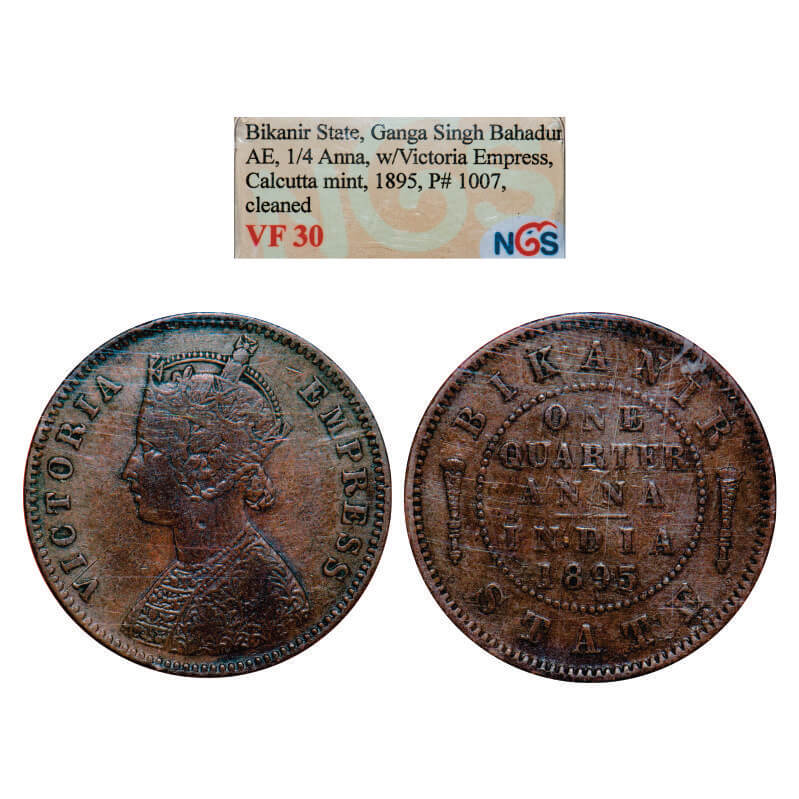 Bikanir State, Ganga Singh Bahadur
AE, 1/4 Anna, w/Victoria Empress,
Calcutta mint, 1895, P# 1007,
cleaned
VF 30
NGS
VICTORIA EMPRESS
BIKANIR
ONE
QUARTER
ANNA
INDIA
1895
STATE